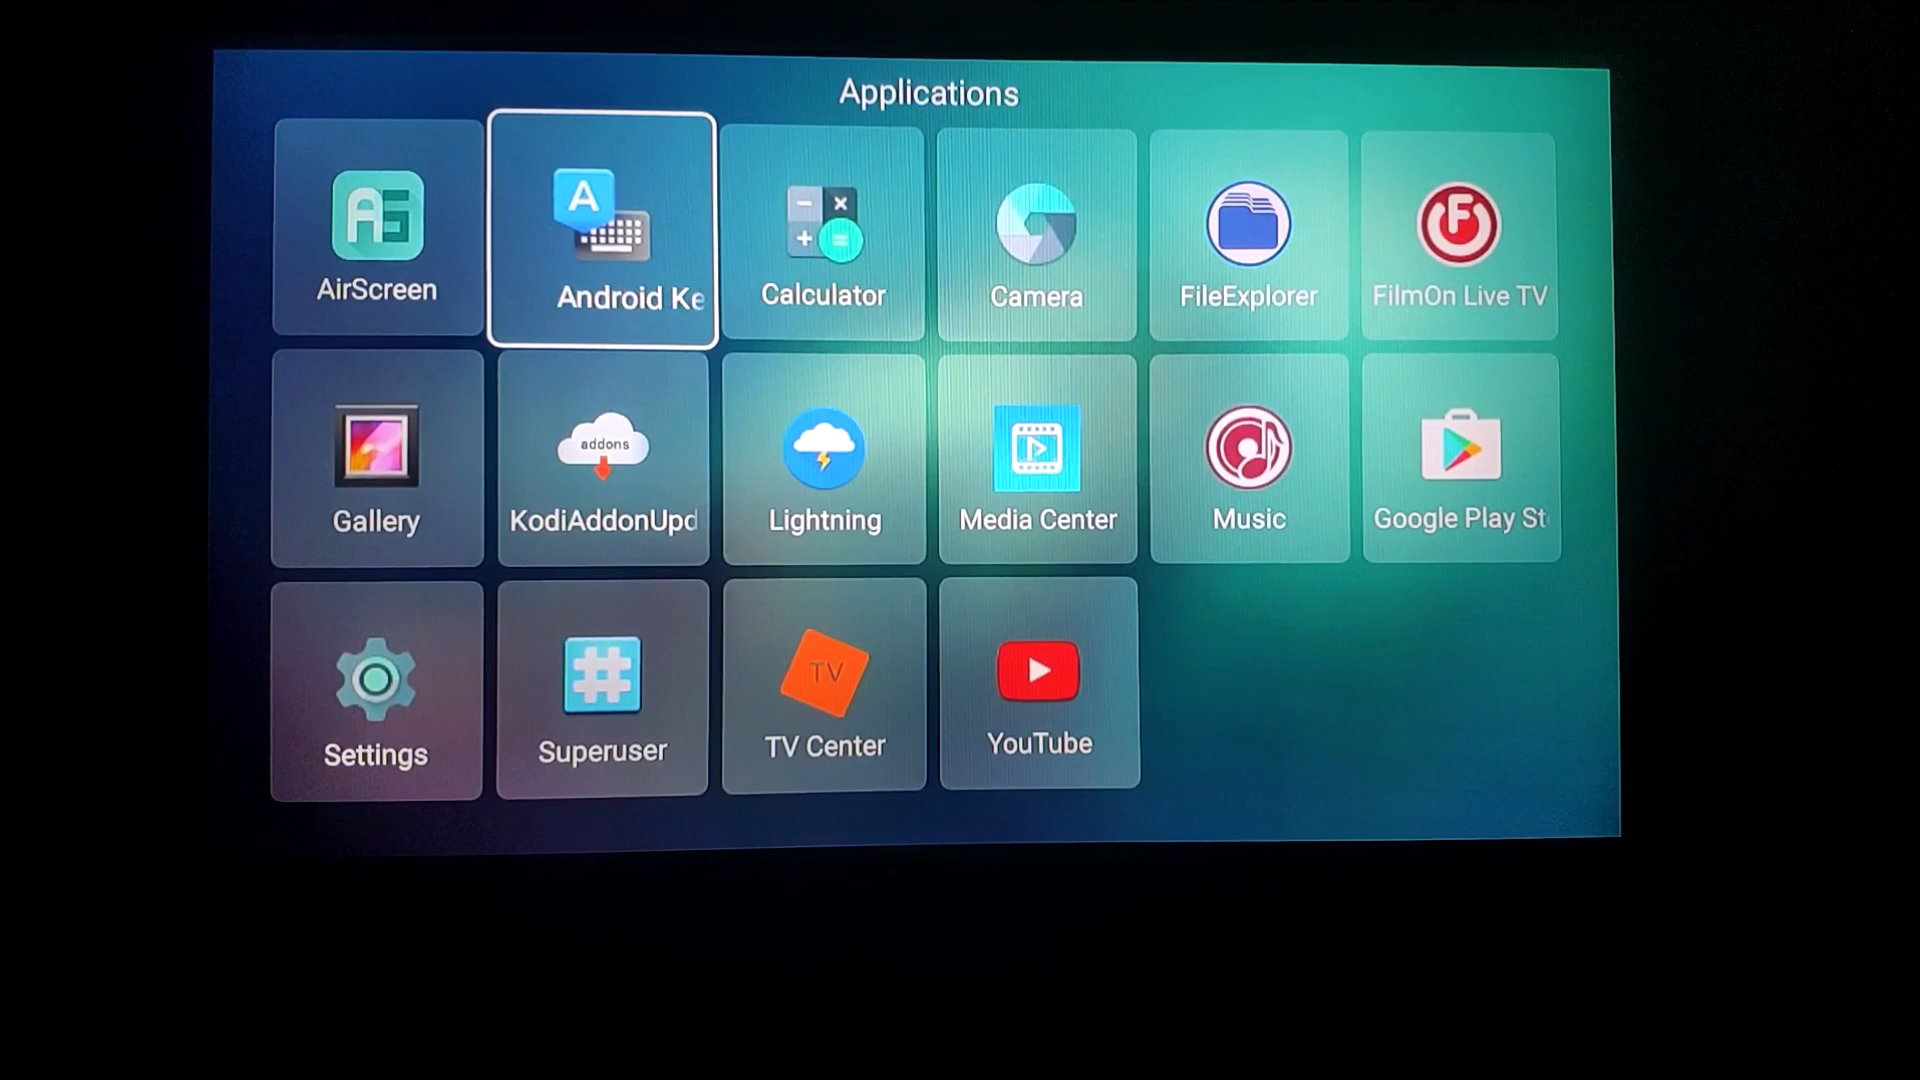 Applications
AirScreen
A
Android Ke
Calculator
Camera
FileExplorer
F
FilmOn Live TV
Gallery
addons
KodiAddonUpd
Lightning
Media Center
Music
Google Play St
Settings
#
Superuser
TV
TV Center
YouTube